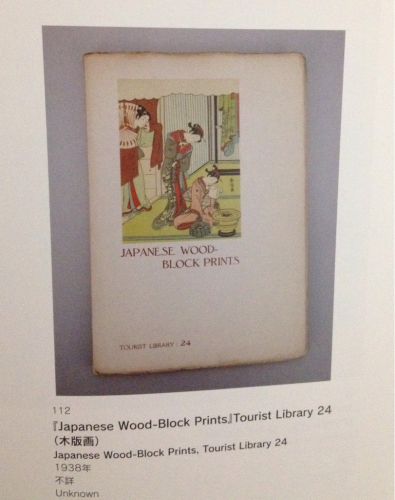 JAPANESE WOOD-
BLOCK PRINTS
TOURIST LIBRARY: 24
112
『Japanese Wood-Block Prints』Tourist Library 24
（木版画）
Japanese Wood-Block Prints, Tourist Library 24
1938年
不詳
Unknown